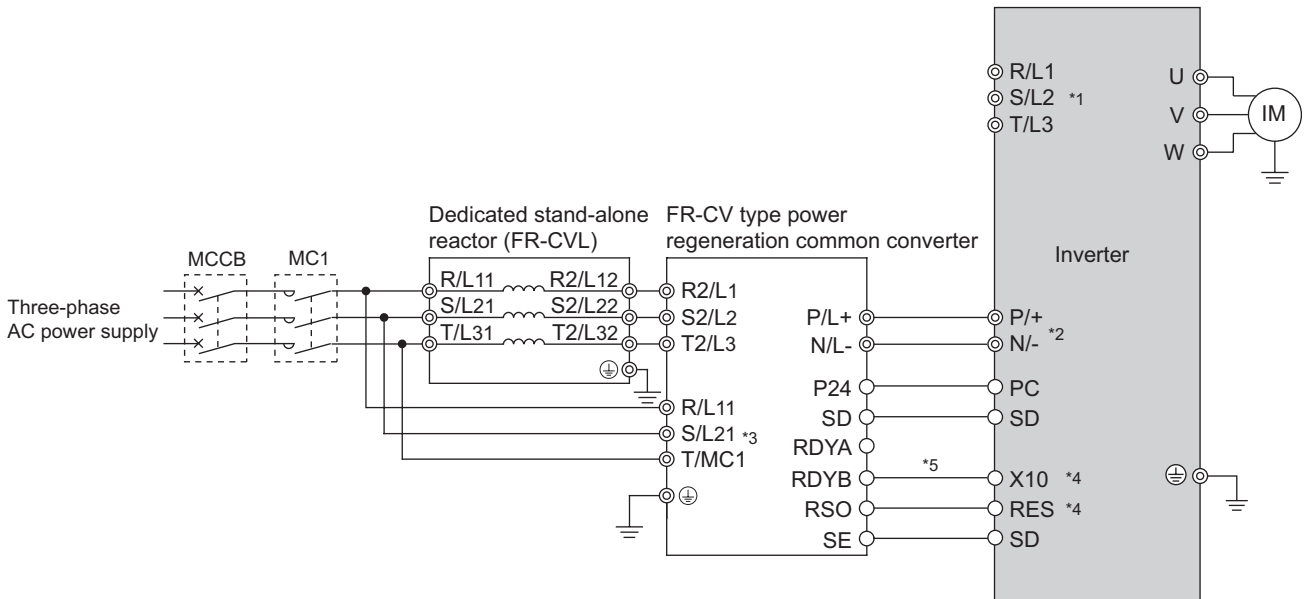 R/L1
S/L2 *1
T/L3
U
V
W
IM
Dedicated stand-alone
reactor (FR-CVL)
FR-CV type power
regeneration common converter
Inverter
MCCB
MC1
Three-phase
AC power supply
R/L11 R2/L12
S/L21 S2/L22
T/L31 T2/L32
R2/L1
S2/L2
T2/L3
R/L11
S/L21 *3
T/MC1
P/L+
N/L-
P24
SD
RDYA
RDYB
RSO
SE
*5
P/+
N/- *2
PC
SD
X10 *4
RES *4
SD